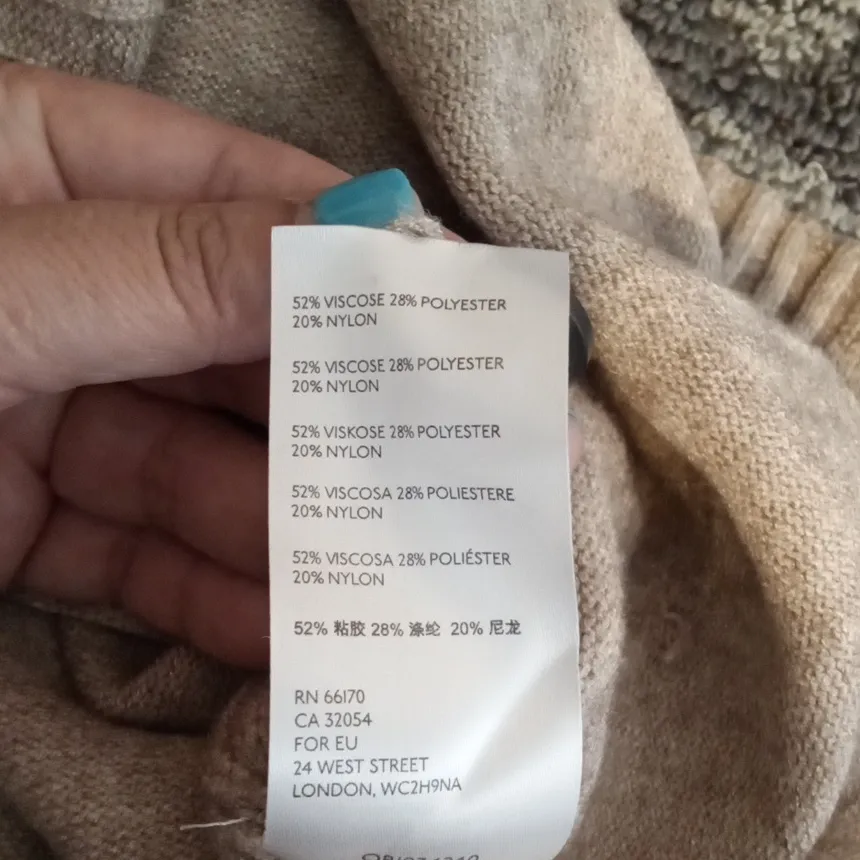 52% VISCOSE 28% POLYESTER
20% NYLON
52% VISCOSE 28% POLYESTER
20% NYLON
52% VISKOSE 28% POLYESTER
20% NYLON
52% VISCOSA 28% POLIESTERE
20% NYLON
52% VISCOSA 28% POLIÉSTER
20% NYLON
52% 粘胶 28% 涤纶 20% 尼龙
RN 66170
CA 32054
FOR EU
24 WEST STREET
LONDON, WC2H9NA